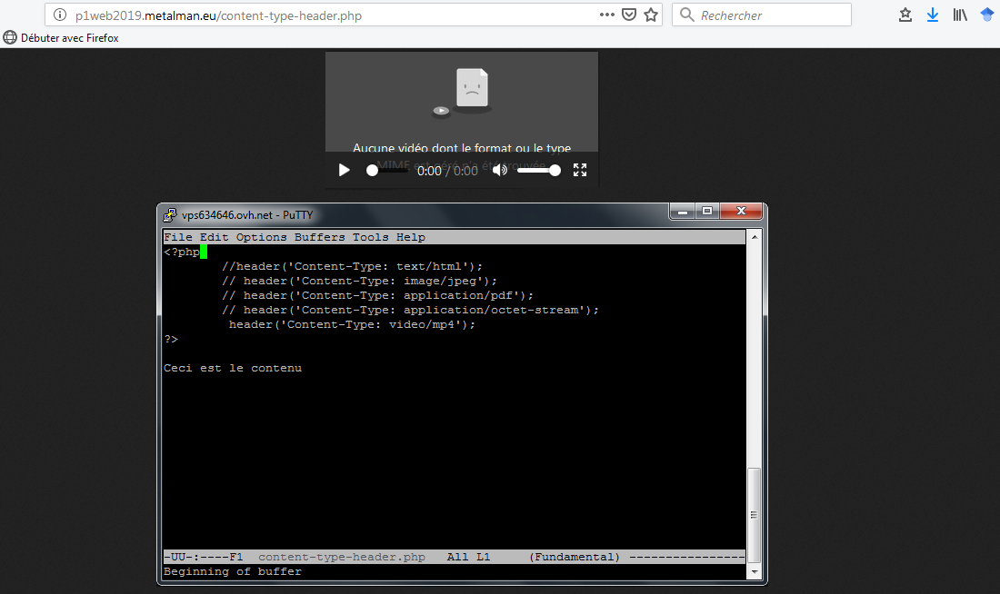 p1web2019.metalman.eu/content-type-header.php
Rechercher
Débuter avec Firefox
Aucune vidéo dont le format ou le type
MIME est géré n'a été trouvée.
0:00 / 0:00
vps634646.ovh.net - PuTTY
File Edit Options Buffers Tools Help
<?php
//header('Content-Type: text/html');
// header('Content-Type: image/jpeg');
// header('Content-Type: application/pdf');
// header('Content-Type: application/octet-stream');
header('Content-Type: video/mp4');
?>
Ceci est le contenu
-UU-:----F1 content-type-header.php All L1 (Fundamental) ----------------
Beginning of buffer